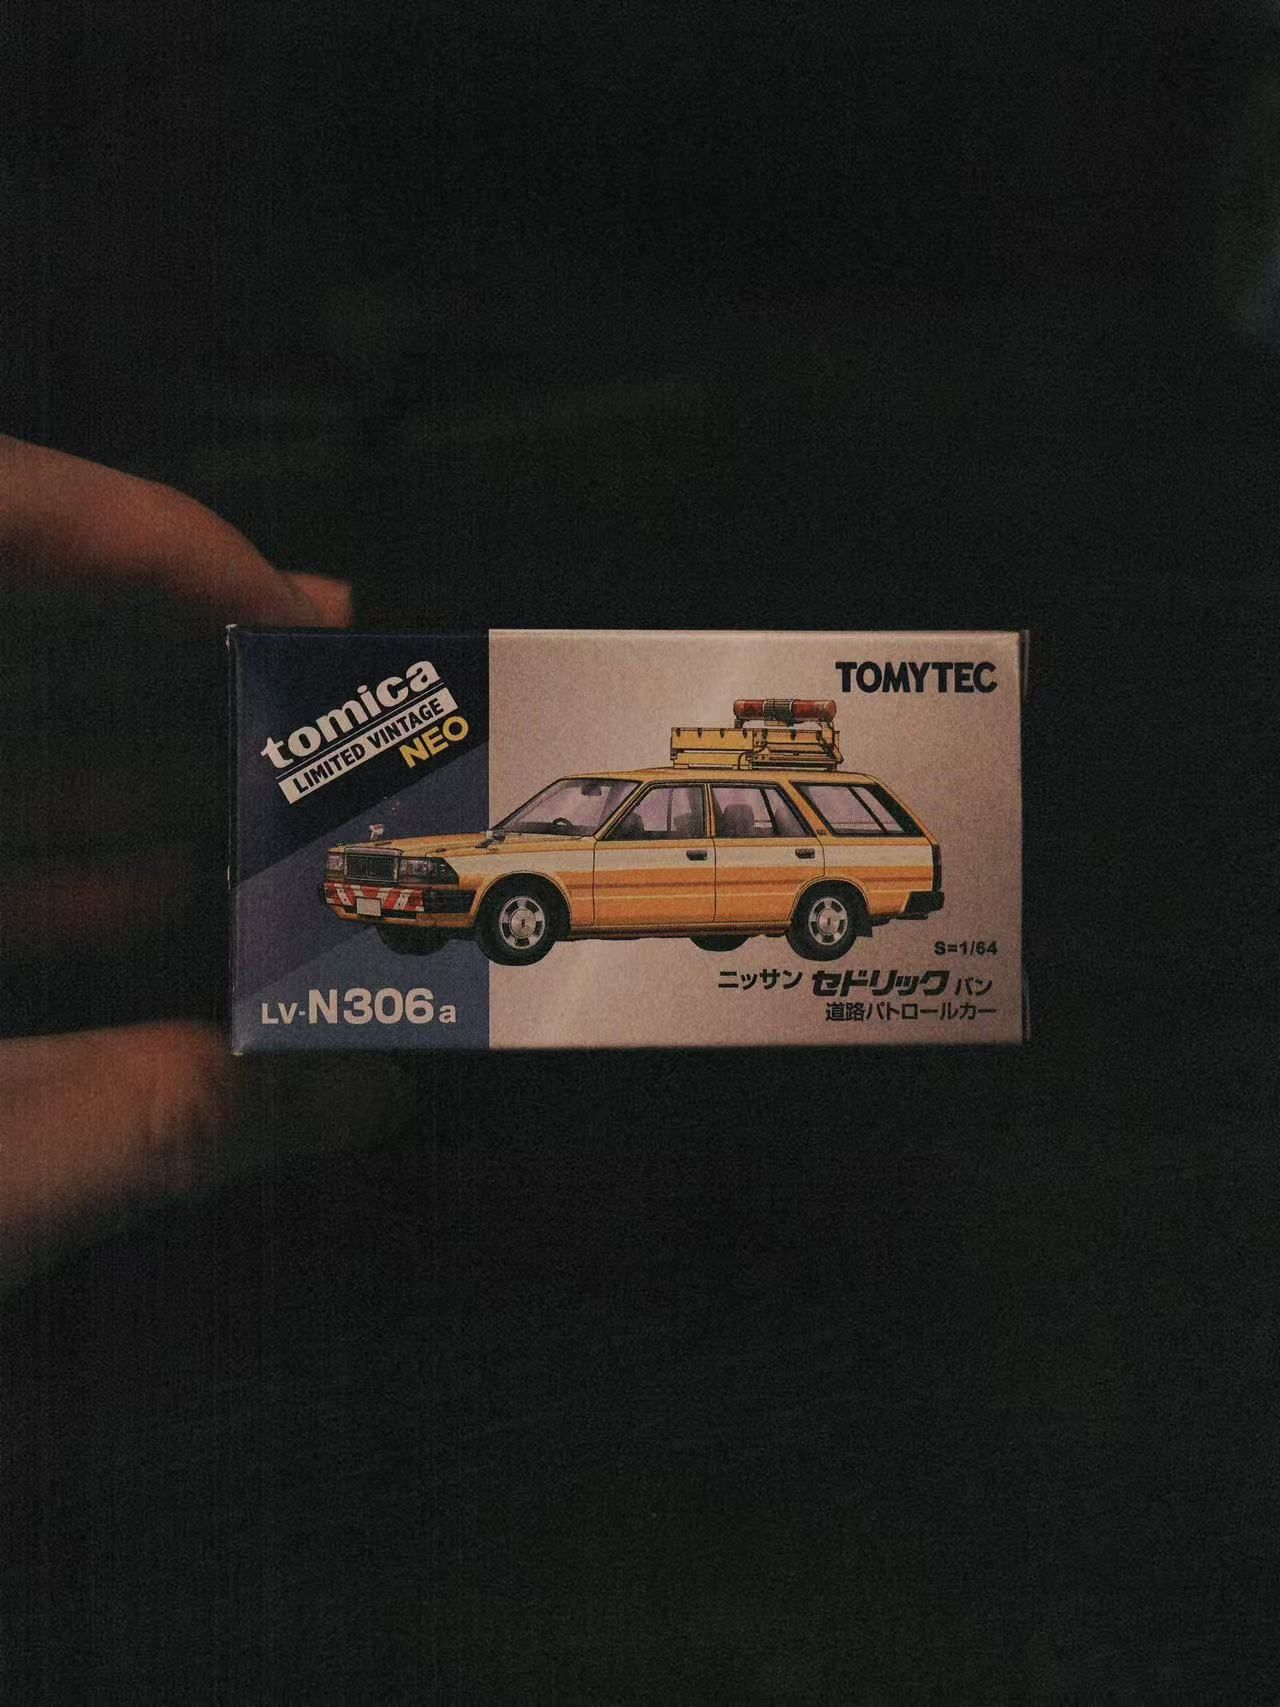 tomica
LIMITED VINTAGE
NEO
TOMYTEC
S=1/64
ニッサン セドリック バン
道路パトロールカー
LV-N306a